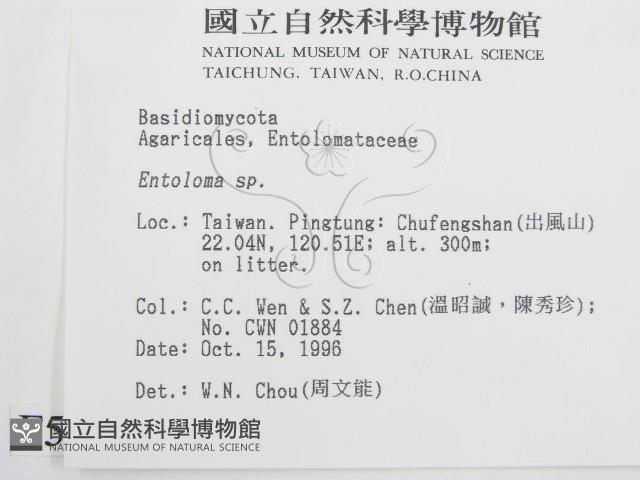 國立自然科學博物館
NATIONAL MUSEUM OF NATURAL SCIENCE
TAICHUNG, TAIWAN, R.O.CHINA
Basidiomycota
Agaricales, Entolomataceae
Entoloma sp.
Loc.: Taiwan. Pingtung: Chufengshan(出風山)
22.04N, 120.51E; alt. 300m;
on litter.
Col.: C.C. Wen & S.Z. Chen(溫昭誠，陳秀珍);
No. CWN 01884
Date: Oct. 15, 1996
Det.: W.N. Chou(周文能)
國立自然科學博物館
NATIONAL MUSEUM OF NATURAL SCIENCE